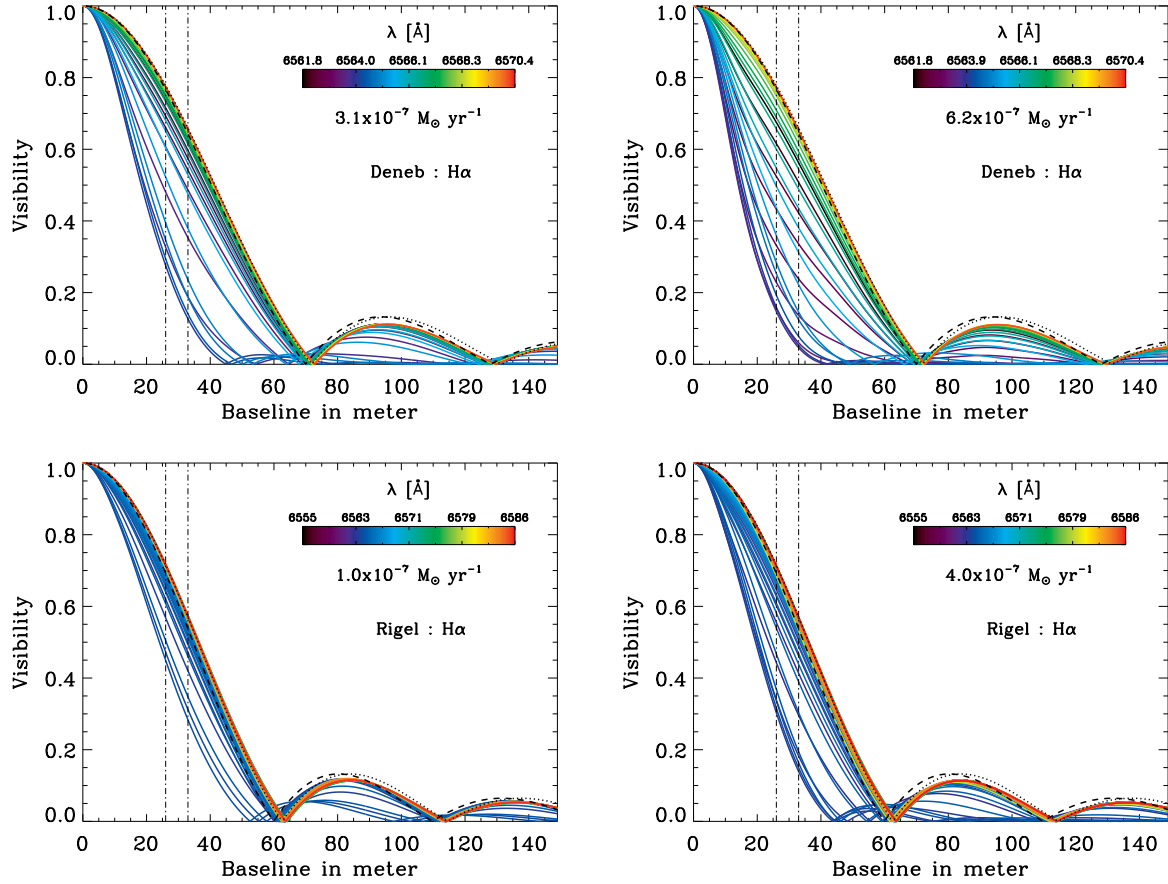 λ [Å]
6561.8 6564.0 6566.1 6568.3 6570.4
3.1x10⁻⁷ M☉ yr⁻¹
Deneb : Hα
Visibility
1.0
0.8
0.6
0.4
0.2
0.0
0 20 40 60 80 100 120 140
Baseline in meter
λ [Å]
6561.8 6563.9 6566.1 6568.3 6570.4
6.2x10⁻⁷ M☉ yr⁻¹
Deneb : Hα
Visibility
1.0
0.8
0.6
0.4
0.2
0.0
0 20 40 60 80 100 120 140
Baseline in meter
λ [Å]
6555 6563 6571 6579 6586
1.0x10⁻⁷ M☉ yr⁻¹
Rigel : Hα
Visibility
1.0
0.8
0.6
0.4
0.2
0.0
0 20 40 60 80 100 120 140
Baseline in meter
λ [Å]
6555 6563 6571 6579 6586
4.0x10⁻⁷ M☉ yr⁻¹
Rigel : Hα
Visibility
1.0
0.8
0.6
0.4
0.2
0.0
0 20 40 60 80 100 120 140
Baseline in meter